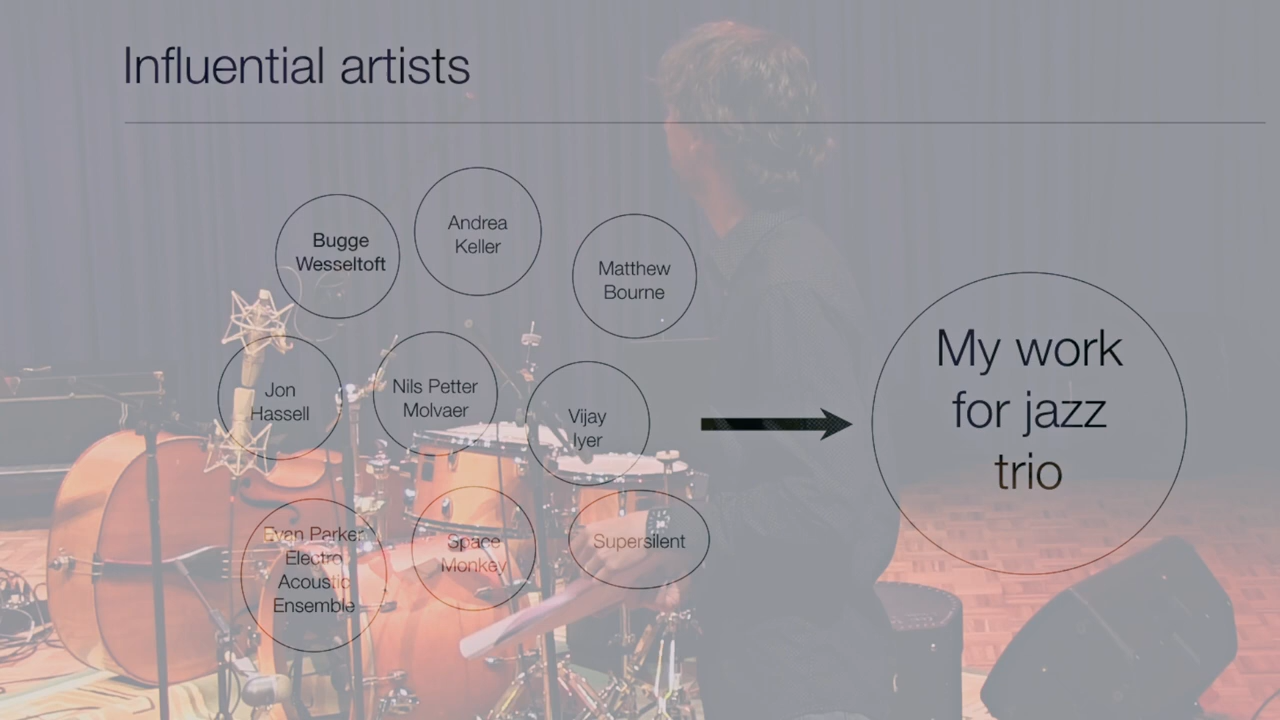 Influential artists
Bugge
Wesseltoft
Andrea
Keller
Matthew
Bourne
Jon
Hassell
Nils Petter
Molvaer
Vijay
Iyer
Evan Parker
Electro
Acoustic
Ensemble
Space
Monkey
Supersilent
My work
for jazz
trio